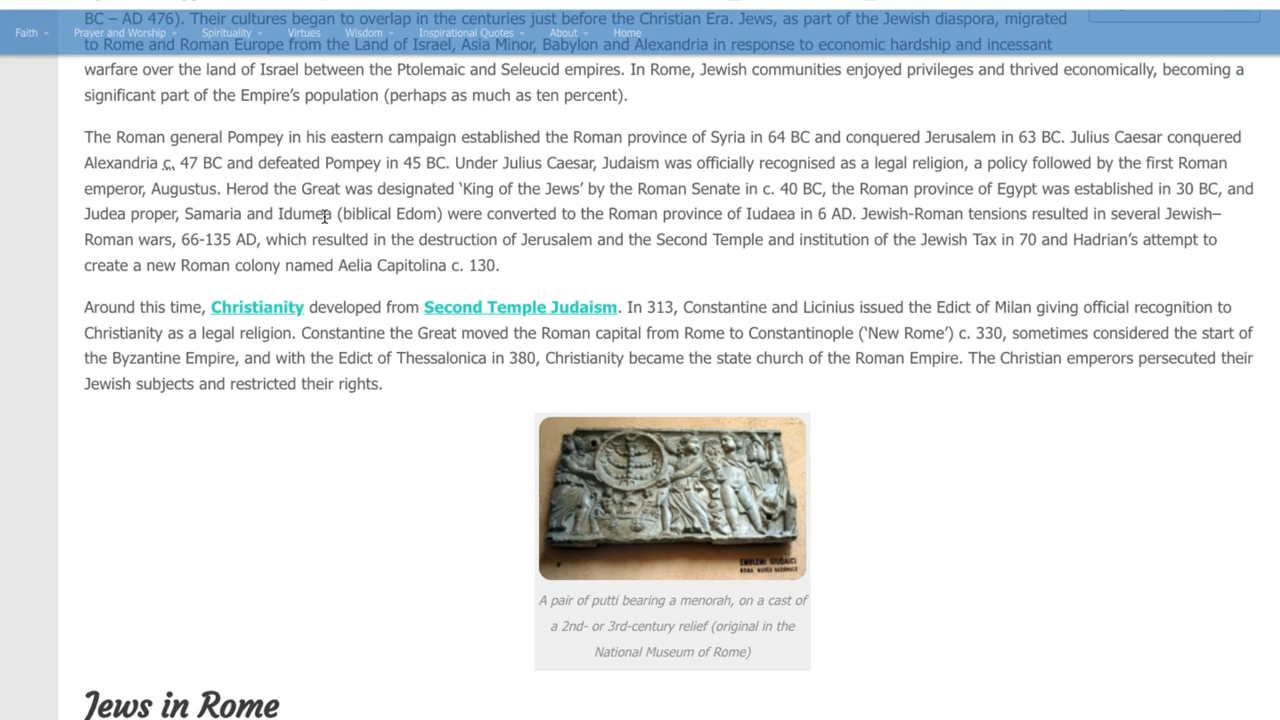 BC – AD 476). Their cultures began to overlap in the centuries just before the Christian Era. Jews, as part of the Jewish diaspora, migrated
Faith Prayer and Worship Spirituality Virtues Wisdom Inspirational Quotes About Home
to Rome and Roman Europe from the Land of Israel, Asia Minor, Babylon and Alexandria in response to economic hardship and incessant
warfare over the land of Israel between the Ptolemaic and Seleucid empires. In Rome, Jewish communities enjoyed privileges and thrived economically, becoming a
significant part of the Empire’s population (perhaps as much as ten percent).
The Roman general Pompey in his eastern campaign established the Roman province of Syria in 64 BC and conquered Jerusalem in 63 BC. Julius Caesar conquered
Alexandria c. 47 BC and defeated Pompey in 45 BC. Under Julius Caesar, Judaism was officially recognised as a legal religion, a policy followed by the first Roman
emperor, Augustus. Herod the Great was designated ‘King of the Jews’ by the Roman Senate in c. 40 BC, the Roman province of Egypt was established in 30 BC, and
Judea proper, Samaria and Idumea (biblical Edom) were converted to the Roman province of Iudaea in 6 AD. Jewish-Roman tensions resulted in several Jewish–
Roman wars, 66-135 AD, which resulted in the destruction of Jerusalem and the Second Temple and institution of the Jewish Tax in 70 and Hadrian’s attempt to
create a new Roman colony named Aelia Capitolina c. 130.
Around this time, Christianity developed from Second Temple Judaism. In 313, Constantine and Licinius issued the Edict of Milan giving official recognition to
Christianity as a legal religion. Constantine the Great moved the Roman capital from Rome to Constantinople (‘New Rome’) c. 330, sometimes considered the start of
the Byzantine Empire, and with the Edict of Thessalonica in 380, Christianity became the state church of the Roman Empire. The Christian emperors persecuted their
Jewish subjects and restricted their rights.
EMBLEMI GIUDAICI
ROMA MUSEO NAZIONALE
A pair of putti bearing a menorah, on a cast of
a 2nd- or 3rd-century relief (original in the
National Museum of Rome)
Jews in Rome